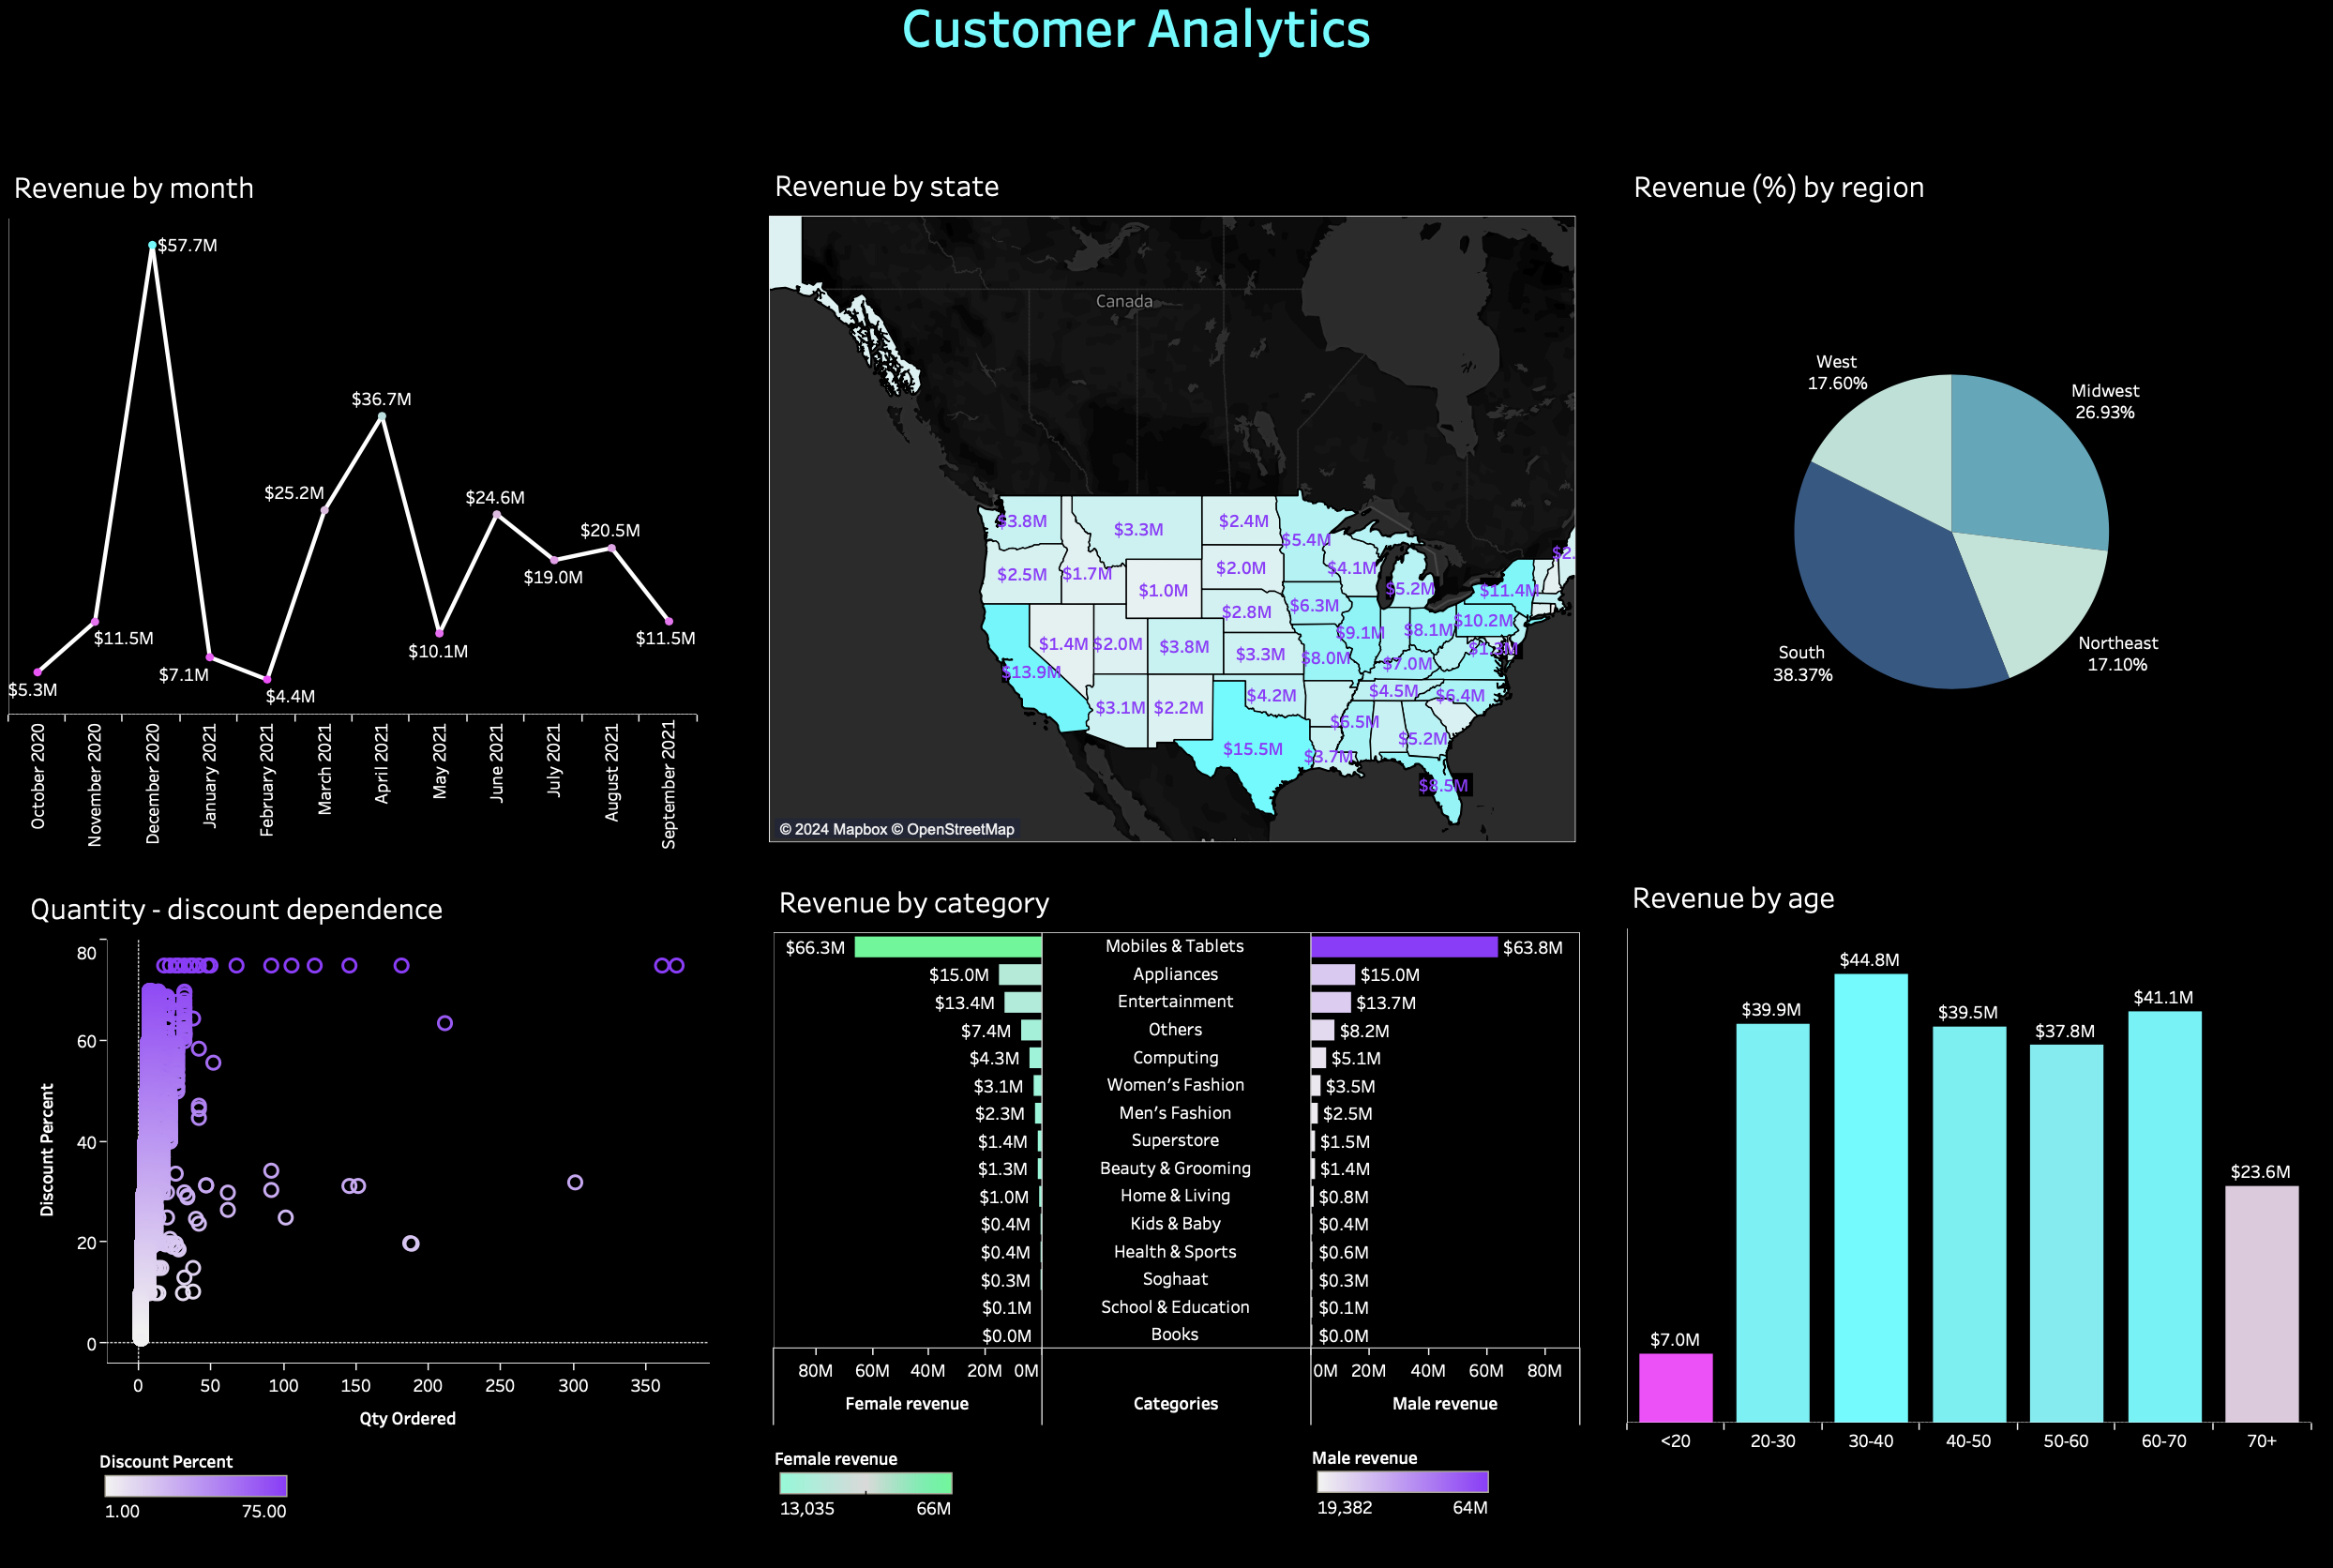 Customer Analytics
Revenue by month
$57.7M
$36.7M
$25.2M
$24.6M
$20.5M
$19.0M
$11.5M
$10.1M
$11.5M
$7.1M
$5.3M
$4.4M
October 2020
November 2020
December 2020
January 2021
February 2021
March 2021
April 2021
May 2021
June 2021
July 2021
August 2021
September 2021
Revenue by state
Canada
$3.8M
$3.3M
$2.4M
$5.4M
$2.5M
$1.7M
$1.0M
$2.0M
$4.1M
$5.2M
$11.4M
$2.8M
$6.3M
$10.2M
$1.4M
$2.0M
$3.8M
$3.3M
$9.1M
$8.1M
$13.9M
$8.0M
$7.0M
$3.1M
$2.2M
$4.2M
$4.5M
$6.4M
$15.5M
$6.5M
$5.2M
$3.7M
$8.5M
© 2024 Mapbox © OpenStreetMap
Revenue (%) by region
West
17.60%
Midwest
26.93%
South
38.37%
Northeast
17.10%
Quantity - discount dependence
Discount Percent
80
60
40
20
0
0 50 100 150 200 250 300 350
Qty Ordered
Discount Percent
1.00 75.00
Revenue by category
$66.3M Mobiles & Tablets $63.8M
$15.0M Appliances $15.0M
$13.4M Entertainment $13.7M
$7.4M Others $8.2M
$4.3M Computing $5.1M
$3.1M Women's Fashion $3.5M
$2.3M Men's Fashion $2.5M
$1.4M Superstore $1.5M
$1.3M Beauty & Grooming $1.4M
$1.0M Home & Living $0.8M
$0.4M Kids & Baby $0.4M
$0.4M Health & Sports $0.6M
$0.3M Soghaat $0.3M
$0.1M School & Education $0.1M
$0.0M Books $0.0M
80M 60M 40M 20M 0M 0M 20M 40M 60M 80M
Female revenue Categories Male revenue
Female revenue
13,035 66M
Male revenue
19,382 64M
Revenue by age
$7.0M
$39.9M
$44.8M
$39.5M
$37.8M
$41.1M
$23.6M
<20 20-30 30-40 40-50 50-60 60-70 70+